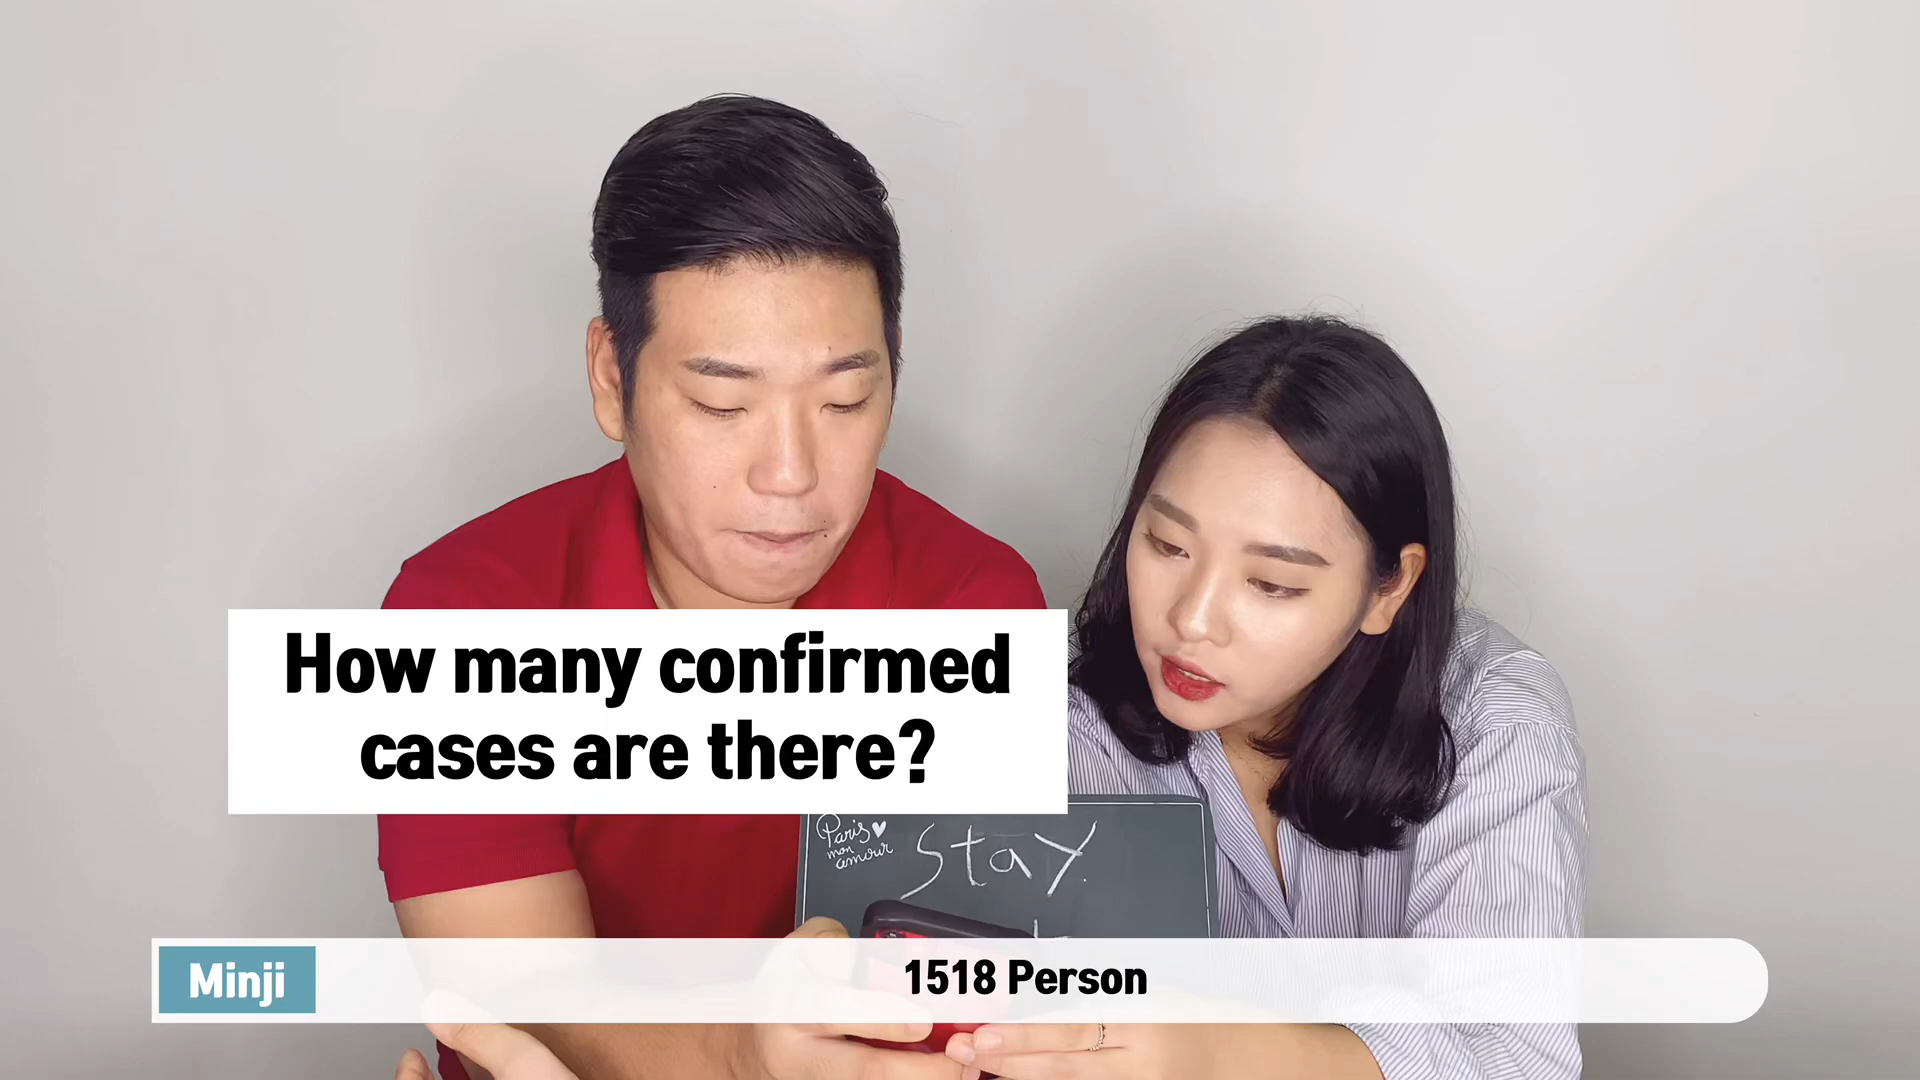 How many confirmed
cases are there?
Paris
mon
amour
Stay
Minji
1518 Person